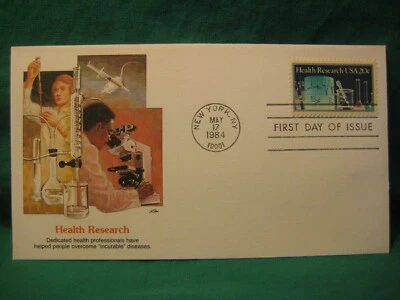 Health Research USA 20c
NEW YORK, NY
MAY
17
1984
10001
FIRST DAY OF ISSUE
Health Research
Dedicated health professionals have
helped people overcome "incurable" diseases.